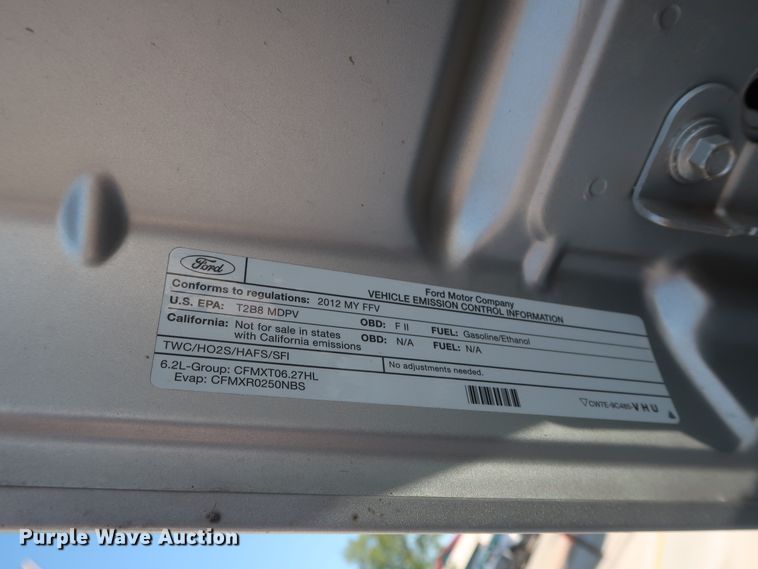 Ford
Ford Motor Company
VEHICLE EMISSION CONTROL INFORMATION
Conforms to regulations: 2012 MY FFV
U.S. EPA: T2B8 MDPV OBD: F II FUEL: Gasoline/Ethanol
California: Not for sale in states with California emissions OBD: N/A FUEL: N/A
TWC/HO2S/HAFS/SFI No adjustments needed.
6.2L-Group: CFMXT06.27HL
Evap: CFMXR0250NBS
CW7E-9C485-VHU
Purple Wave Auction